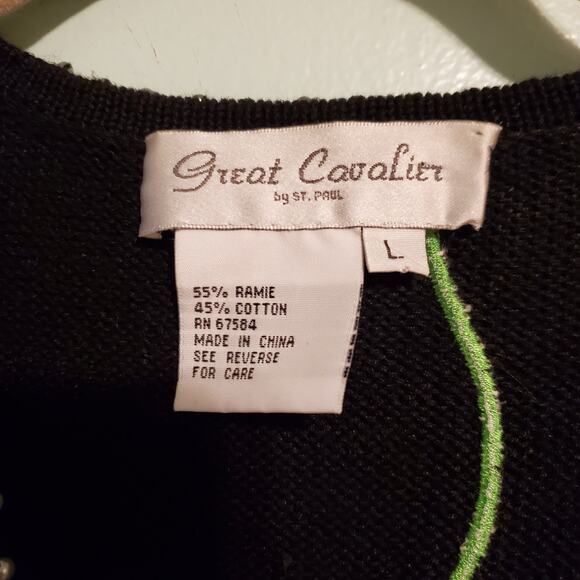 Great Cavalier
by ST. PAUL
L
55% RAMIE
45% COTTON
RN 67584
MADE IN CHINA
SEE REVERSE
FOR CARE